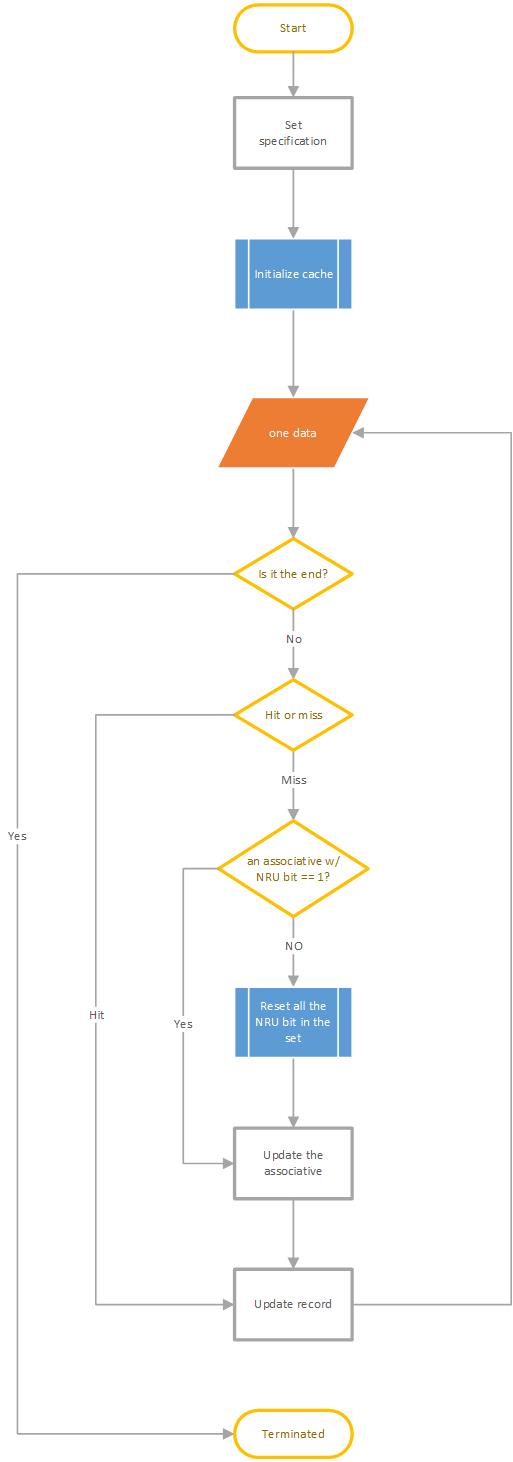 Start
Set
specification
Initialize cache
one data
Is it the end?
No
Hit or miss
Miss
Yes
an associative w/
NRU bit == 1?
NO
Reset all the
NRU bit in the
set
Hit
Yes
Update the
associative
Update record
Terminated